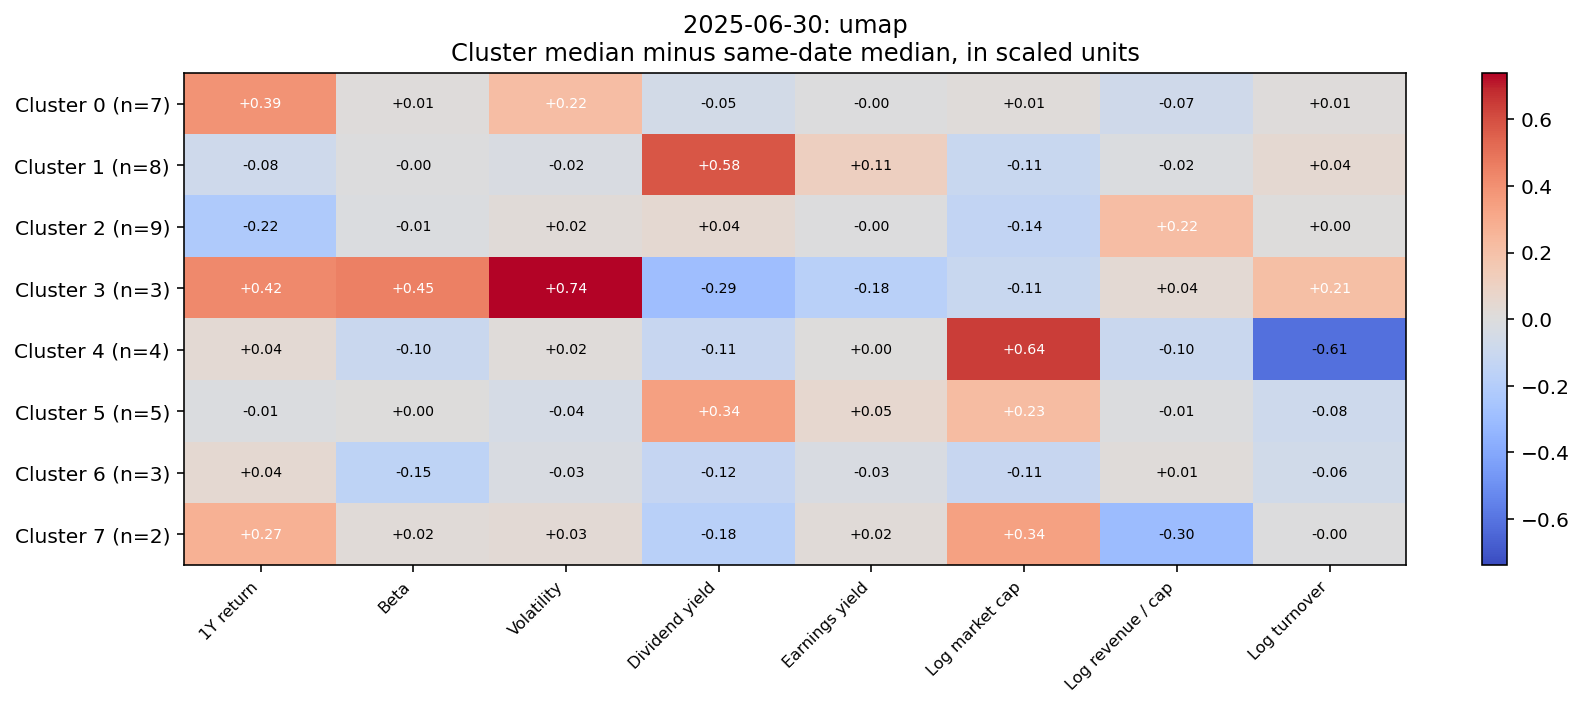 2025-06-30: umap
Cluster median minus same-date median, in scaled units
Cluster 0 (n=7) +0.39 +0.01 +0.22 -0.05 -0.00 +0.01 -0.07 +0.01
Cluster 1 (n=8) -0.08 -0.00 -0.02 +0.58 +0.11 -0.11 -0.02 +0.04
Cluster 2 (n=9) -0.22 -0.01 +0.02 +0.04 -0.00 -0.14 +0.22 +0.00
Cluster 3 (n=3) +0.42 +0.45 +0.74 -0.29 -0.18 -0.11 +0.04 +0.21
Cluster 4 (n=4) +0.04 -0.10 +0.02 -0.11 +0.00 +0.64 -0.10 -0.61
Cluster 5 (n=5) -0.01 +0.00 -0.04 +0.34 +0.05 +0.23 -0.01 -0.08
Cluster 6 (n=3) +0.04 -0.15 -0.03 -0.12 -0.03 -0.11 +0.01 -0.06
Cluster 7 (n=2) +0.27 +0.02 +0.03 -0.18 +0.02 +0.34 -0.30 -0.00
1Y return
Beta
Volatility
Dividend yield
Earnings yield
Log market cap
Log revenue / cap
Log turnover
0.6
0.4
0.2
0.0
−0.2
−0.4
−0.6